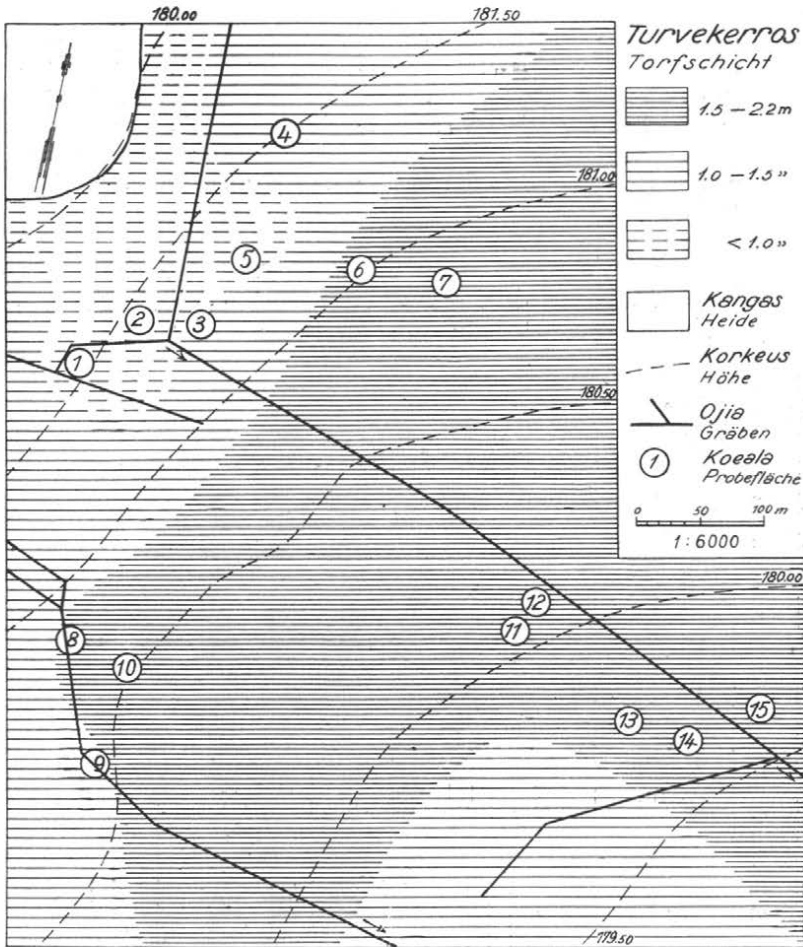 180.00
181.50
Turvekerros
Torfschicht
1.5 — 2.2 m
1.0 — 1.5 "
< 1.0 "
Kangas
Heide
Korkeus
Höhe
Ojia
Gräben
1
Koeala
Probefläche
0 50 100 m
1:6000
4
181.00
5
6
7
2
3
1
180.50
180.00
12
11
8
10
13
15
14
9
179.50